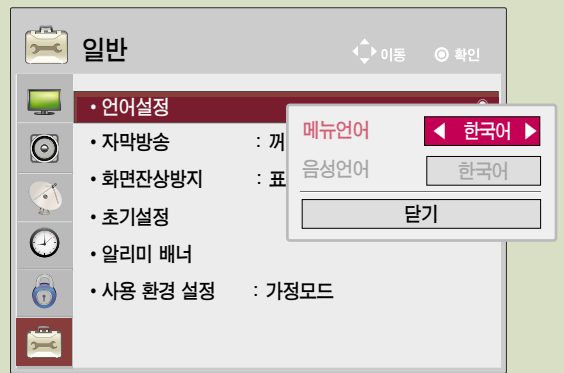 일반
이동 확인
• 언어설정
• 자막방송 : 꺼
• 화면잔상방지 : 표
• 초기설정
• 알리미 배너
• 사용 환경 설정 : 가정모드
메뉴언어 ◀ 한국어 ▶
음성언어 한국어
닫기